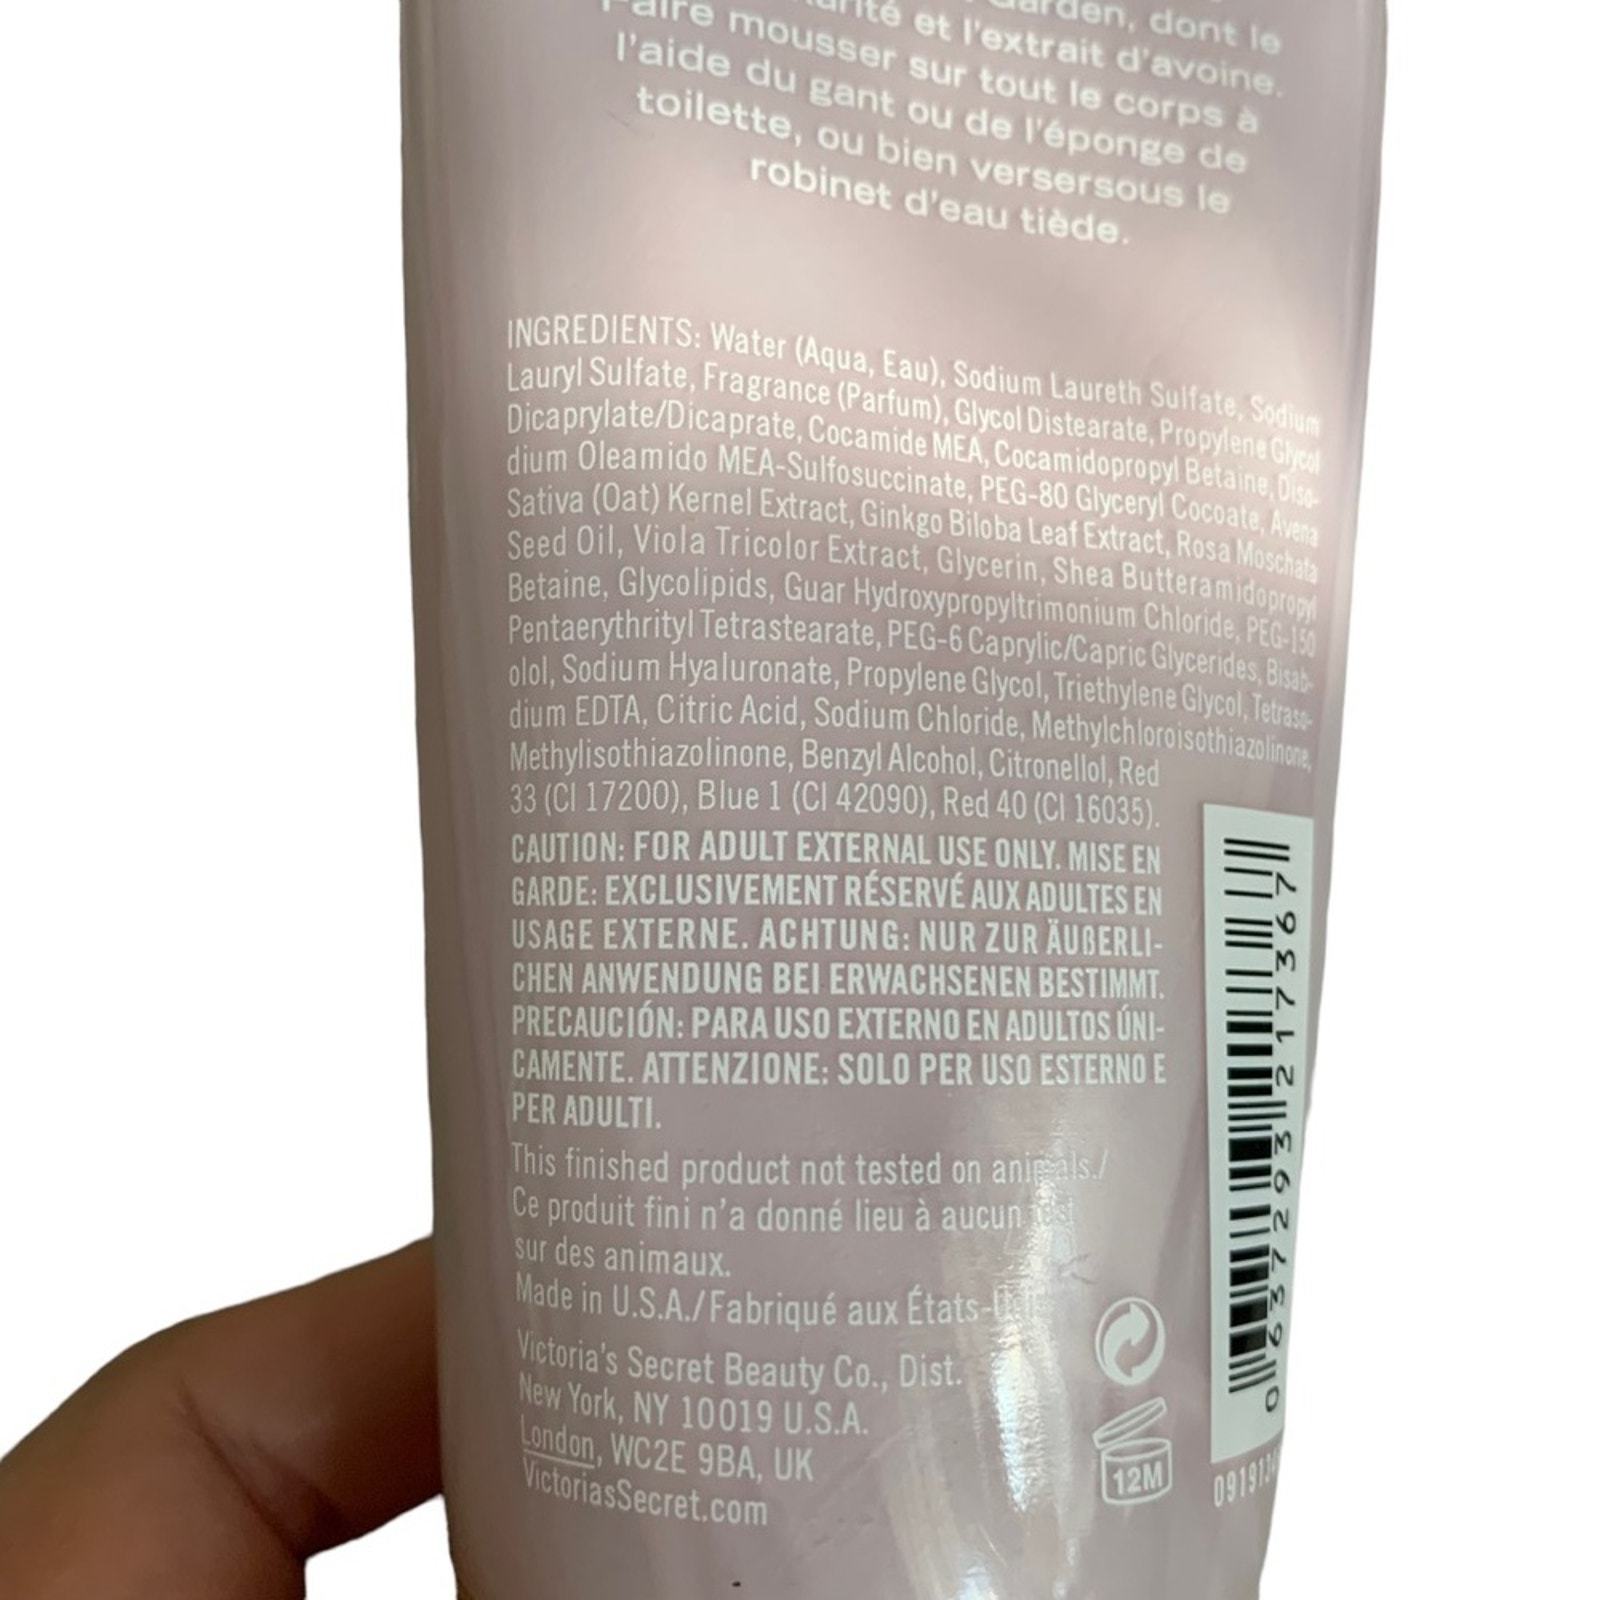 Garden, dont le
et l'extrait d'avoine.
Faire mousser sur tout le corps à
l'aide du gant ou de l'éponge de
toilette, ou bien versersous le
robinet d'eau tiède.
INGREDIENTS: Water (Aqua, Eau), Sodium Laureth Sulfate, Sodium
Lauryl Sulfate, Fragrance (Parfum), Glycol Distearate, Propylene Glycol
Dicaprylate/Dicaprate, Cocamide MEA, Cocamidopropyl Betaine, Diso-
dium Oleamido MEA-Sulfosuccinate, PEG-80 Glyceryl Cocoate, Avena
Sativa (Oat) Kernel Extract, Ginkgo Biloba Leaf Extract, Rosa Moschata
Seed Oil, Viola Tricolor Extract, Glycerin, Shea Butteramidopropyl
Betaine, Glycolipids, Guar Hydroxypropyltrimonium Chloride, PEG-150
Pentaerythrityl Tetrastearate, PEG-6 Caprylic/Capric Glycerides, Bisab-
olol, Sodium Hyaluronate, Propylene Glycol, Triethylene Glycol, Tetraso-
dium EDTA, Citric Acid, Sodium Chloride, Methylchloroisothiazolinone,
Methylisothiazolinone, Benzyl Alcohol, Citronellol, Red
33 (CI 17200), Blue 1 (CI 42090), Red 40 (CI 16035).
CAUTION: FOR ADULT EXTERNAL USE ONLY. MISE EN
GARDE: EXCLUSIVEMENT RÉSERVÉ AUX ADULTES EN
USAGE EXTERNE. ACHTUNG: NUR ZUR ÄUßERLI-
CHEN ANWENDUNG BEI ERWACHSENEN BESTIMMT.
PRECAUCIÓN: PARA USO EXTERNO EN ADULTOS ÚNI-
CAMENTE. ATTENZIONE: SOLO PER USO ESTERNO E
PER ADULTI.
This finished product not tested on animals./
Ce produit fini n'a donné lieu à aucun
sur des animaux.
Made in U.S.A./Fabriqué aux
Victoria's Secret Beauty Co., Dist.
New York, NY 10019 U.S.A.
London, WC2E 9BA, UK
VictoriasSecret.com
12M
0 63729321736 7